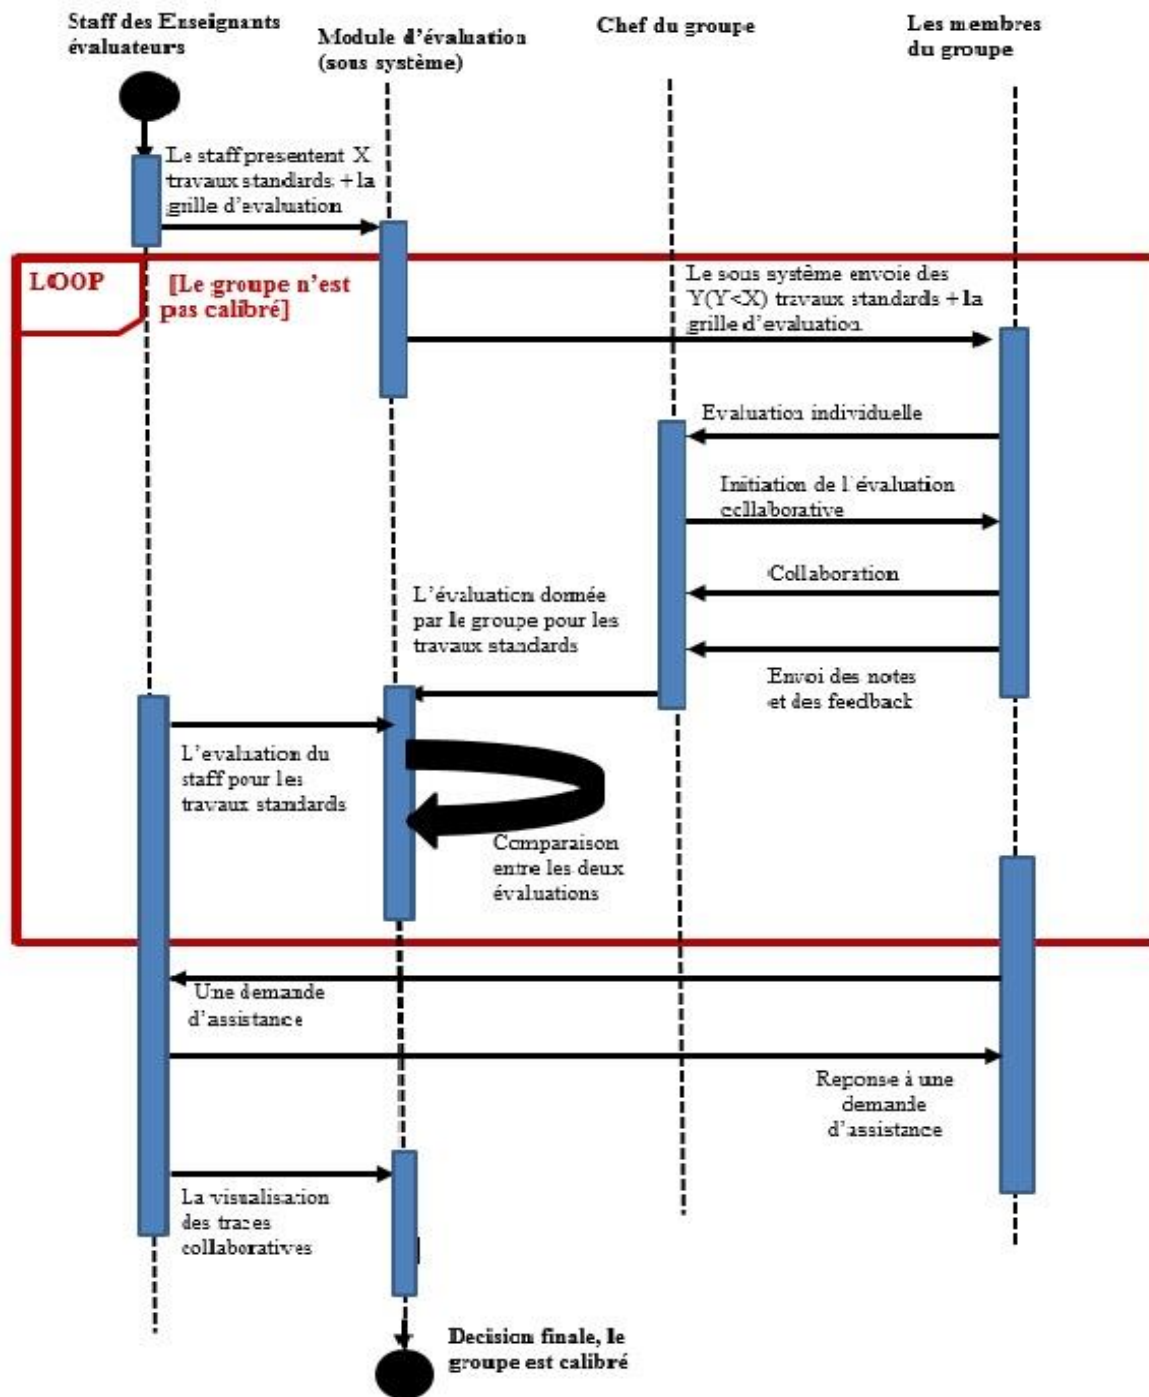 Staff des Enseignants
évaluateurs
Module d'évaluation
(sous système)
Chef du groupe
Les membres
du groupe
Le staff presentent X
travaux standards + la
grille d'evaluation
LOOP
[Le groupe n'est
pas calibré]
Le sous système envoie des
Y(Y<X) travaux standards + la
grille d'evaluation
Evaluation individuelle
Initiation de l'évaluation
collaborative
Collaboration
L'évaluation donnée
par le groupe pour les
travaux standards
Envoi des notes
et des feedback
L'evaluation du
staff pour les
travaux standards
Comparaison
entre les deux
évaluations
Une demande
d'assistance
Reponse à une
demande
d'assistance
La visualisation
des traces
collaboratives
Decision finale, le
groupe est calibré